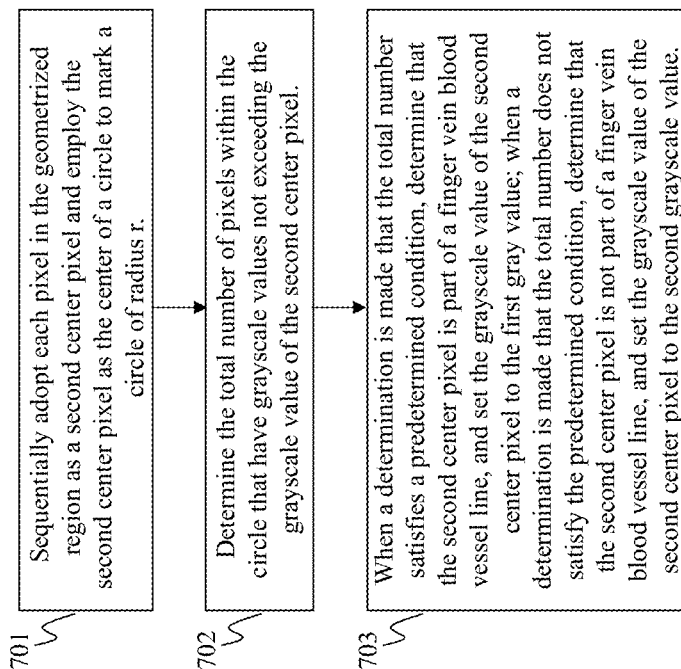 701
Sequentially adopt each pixel in the geometrized
region as a second center pixel and employ the
second center pixel as the center of a circle to mark a
circle of radius r.
702
Determine the total number of pixels within the
circle that have grayscale values not exceeding the
grayscale value of the second center pixel.
703
When a determination is made that the total number
satisfies a predetermined condition, determine that
the second center pixel is part of a finger vein blood
vessel line, and set the grayscale value of the second
center pixel to the first gray value; when a
determination is made that the total number does not
satisfy the predetermined condition, determine that
the second center pixel is not part of a finger vein
blood vessel line, and set the grayscale value of the
second center pixel to the second grayscale value.